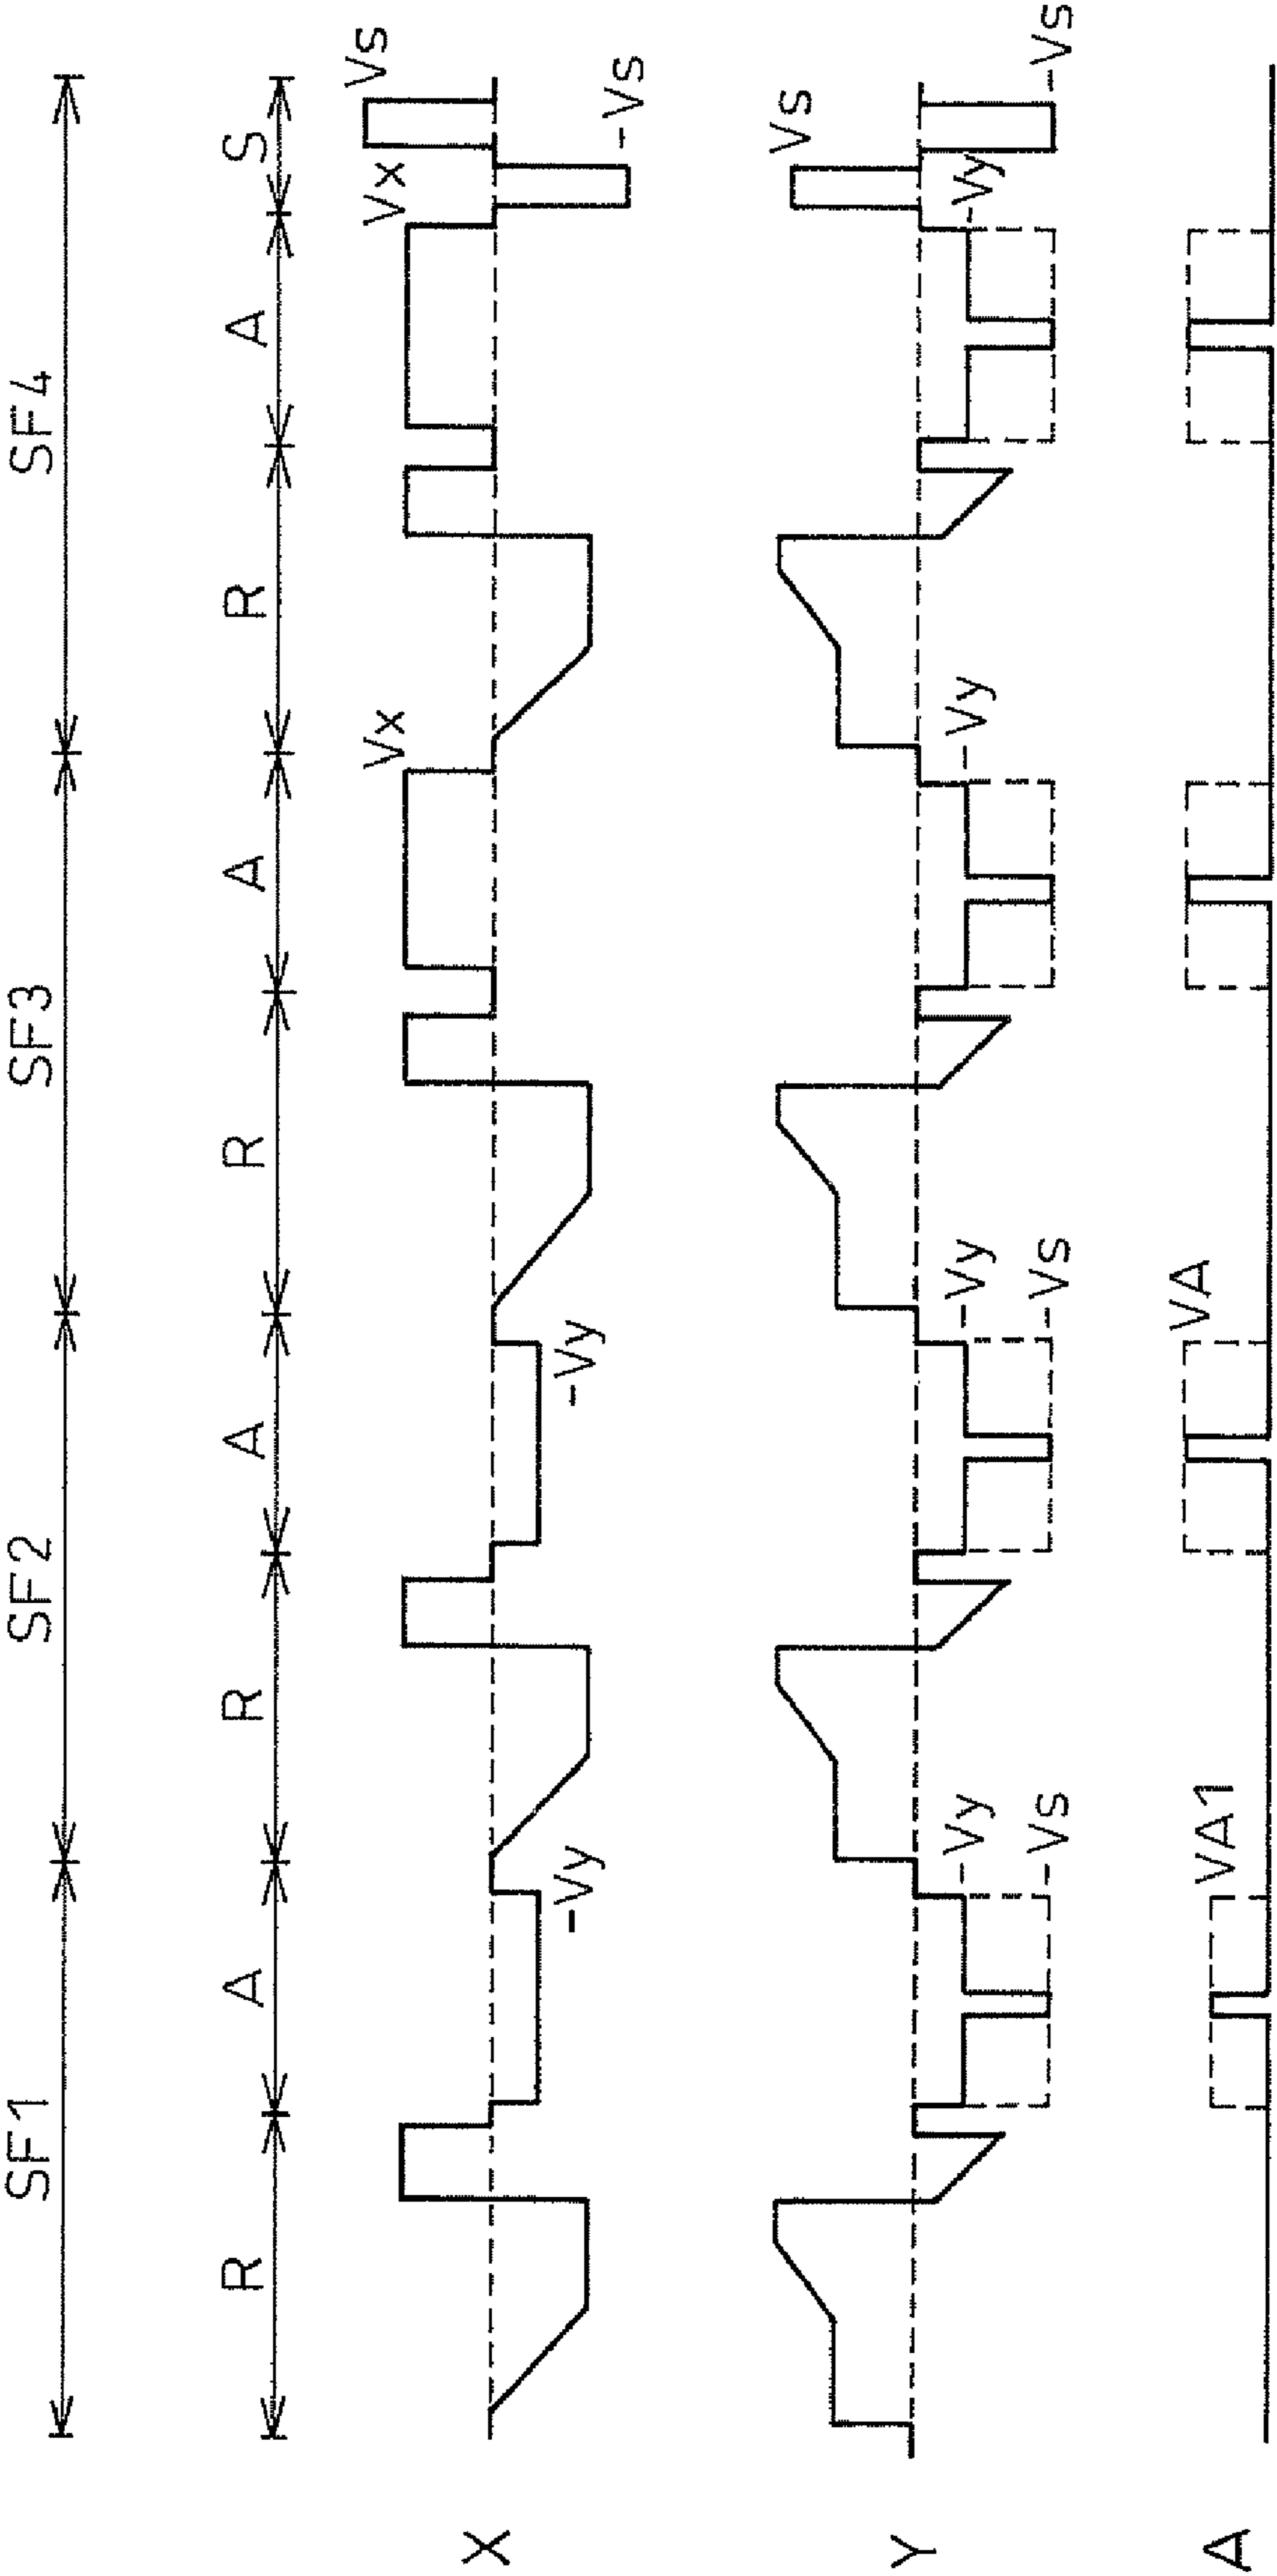 SF1 SF2 SF3 SF4
R A R A R A R A S
Vx Vx Vs
X
-Vy -Vy -Vs
Vs
Y
-Vy -Vy -Vy -Vy
-Vs -Vs -Vs
VA1 VA
A